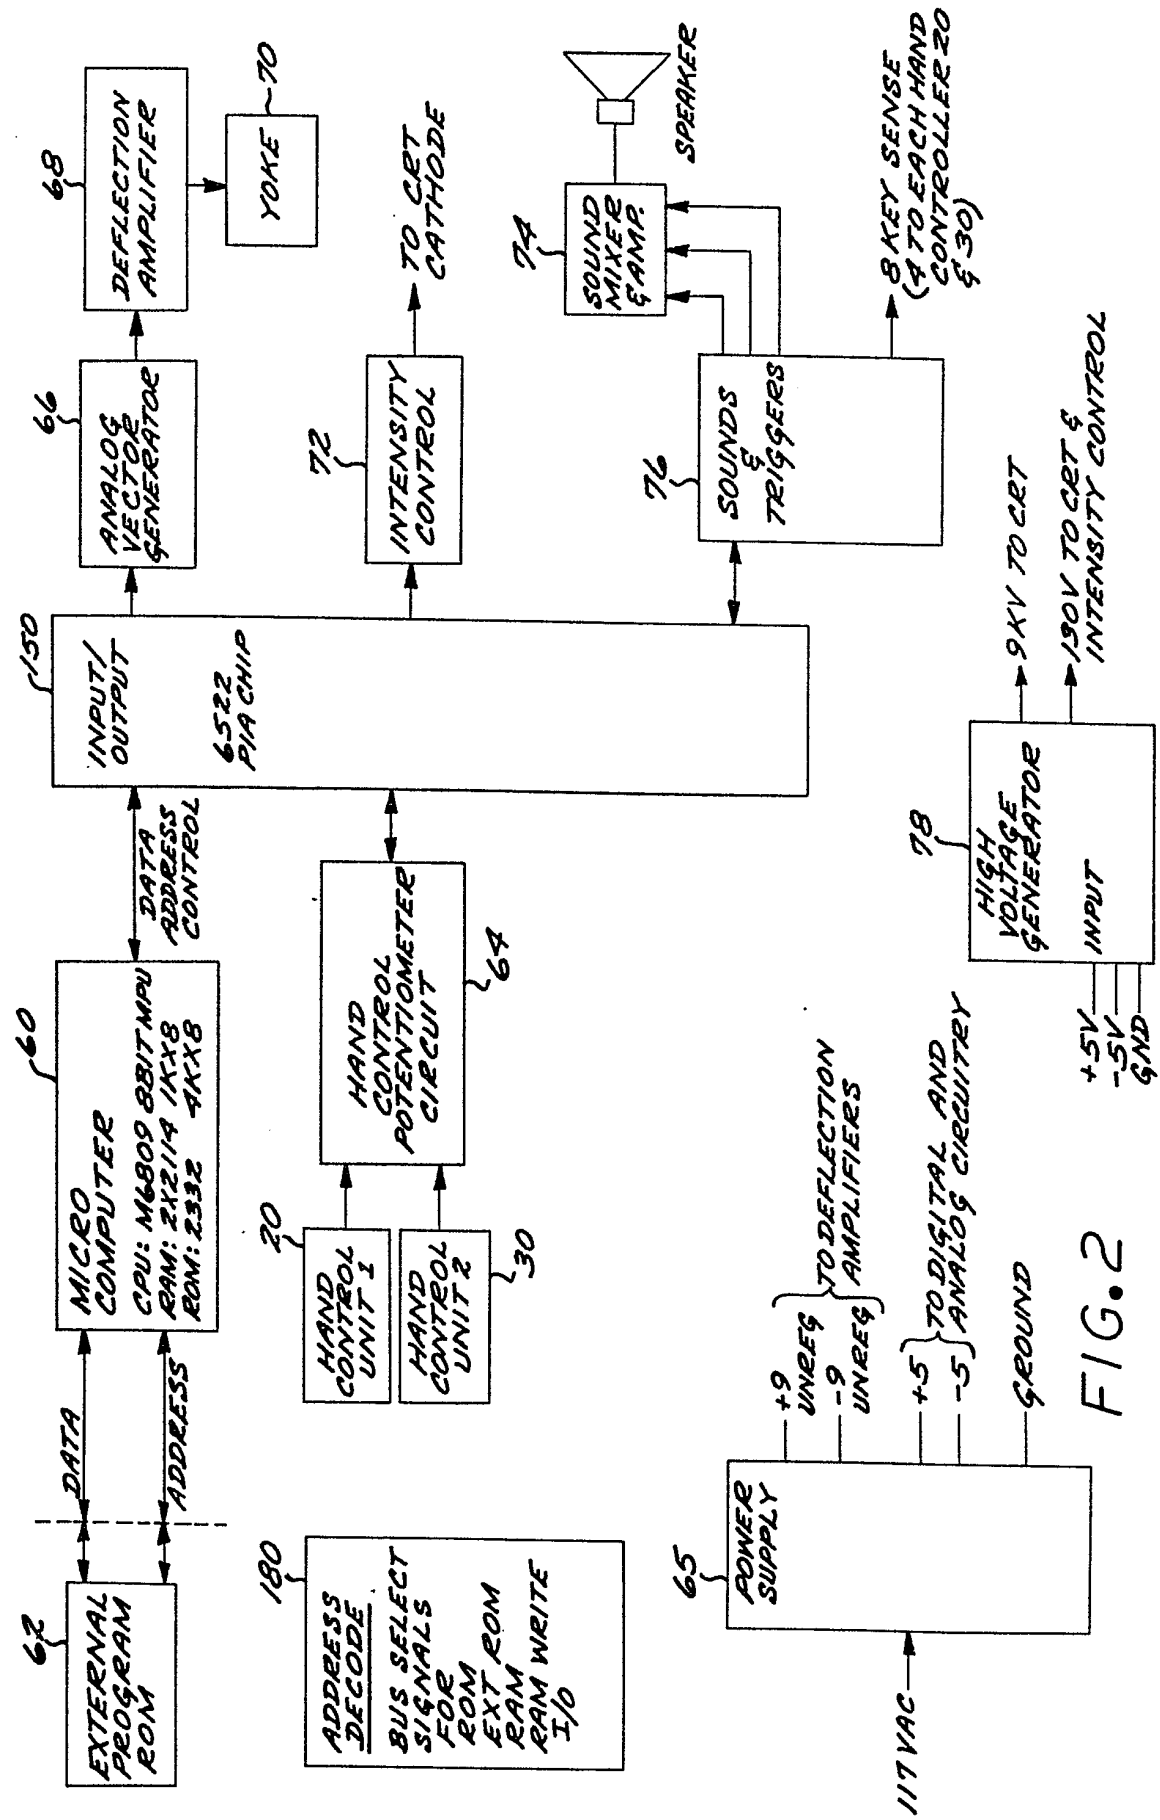 62
EXTERNAL
PROGRAM
ROM
DATA
ADDRESS
60
MICRO
COMPUTER
CPU: M6809 8BIT MPU
RAM: 2X2114 1KX8
ROM: 2332 4KX8
DATA
ADDRESS
CONTROL
150
INPUT/
OUTPUT
6522
PIA CHIP
66
ANALOG
VECTOR
GENERATOR
68
DEFLECTION
AMPLIFIER
70
YOKE
72
INTENSITY
CONTROL
TO CRT
CATHODE
180
ADDRESS
DECODE
BUS SELECT
SIGNALS
FOR
ROM
EXT ROM
RAM
RAM WRITE
I/O
20
HAND
CONTROL
UNIT 1
HAND
CONTROL
UNIT 2
30
HAND
CONTROL
POTENTIOMETER
CIRCUIT
64
74
SOUND
MIXER
& AMP.
SPEAKER
76
SOUNDS
&
TRIGGERS
8 KEY SENSE
(4 TO EACH HAND
CONTROLLER 20
& 30)
65
POWER
SUPPLY
117 VAC
+9
UNREG
-9
UNREG
TO DEFLECTION
AMPLIFIERS
+5
-5
TO DIGITAL AND
ANALOG CIRCUITRY
GROUND
78
HIGH
VOLTAGE
GENERATOR
INPUT
+5V
-5V
GND
9KV TO CRT
130V TO CRT &
INTENSITY CONTROL
FIG. 2